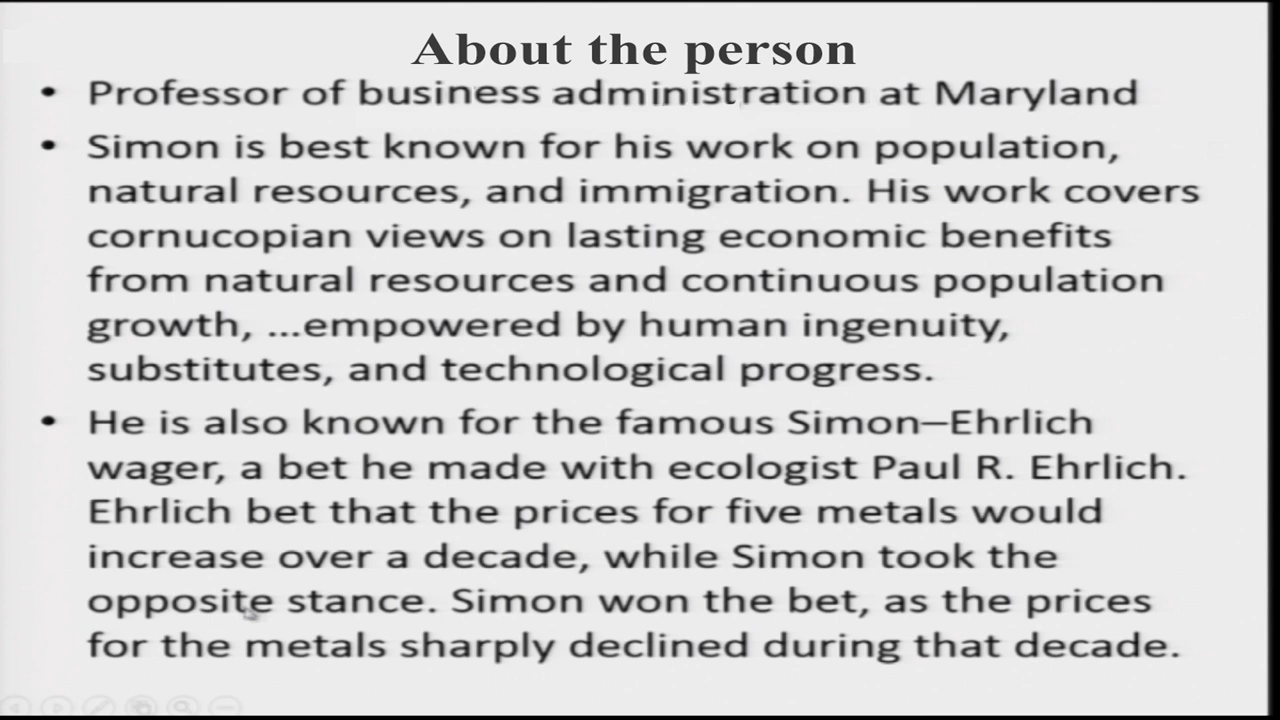 About the person
• Professor of business administration at Maryland
• Simon is best known for his work on population,
natural resources, and immigration. His work covers
cornucopian views on lasting economic benefits
from natural resources and continuous population
growth, ...empowered by human ingenuity,
substitutes, and technological progress.
• He is also known for the famous Simon–Ehrlich
wager, a bet he made with ecologist Paul R. Ehrlich.
Ehrlich bet that the prices for five metals would
increase over a decade, while Simon took the
opposite stance. Simon won the bet, as the prices
for the metals sharply declined during that decade.